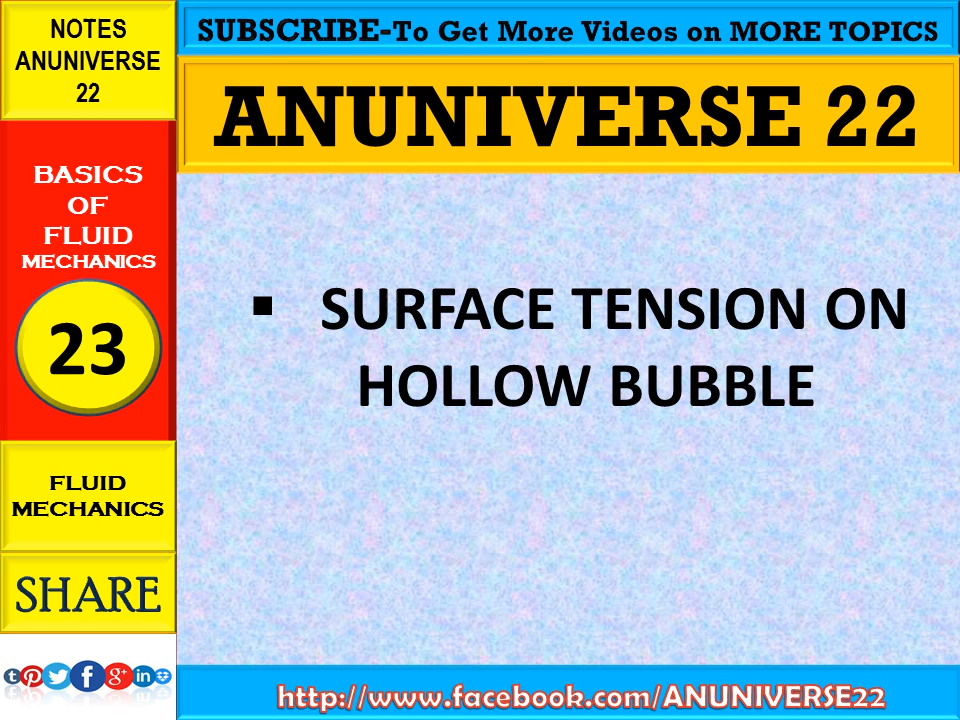 NOTES
ANUNIVERSE
22
SUBSCRIBE-To Get More Videos on MORE TOPICS
ANUNIVERSE 22
BASICS
OF
FLUID
MECHANICS
23
▪ SURFACE TENSION ON
HOLLOW BUBBLE
FLUID
MECHANICS
SHARE
http://www.facebook.com/ANUNIVERSE22